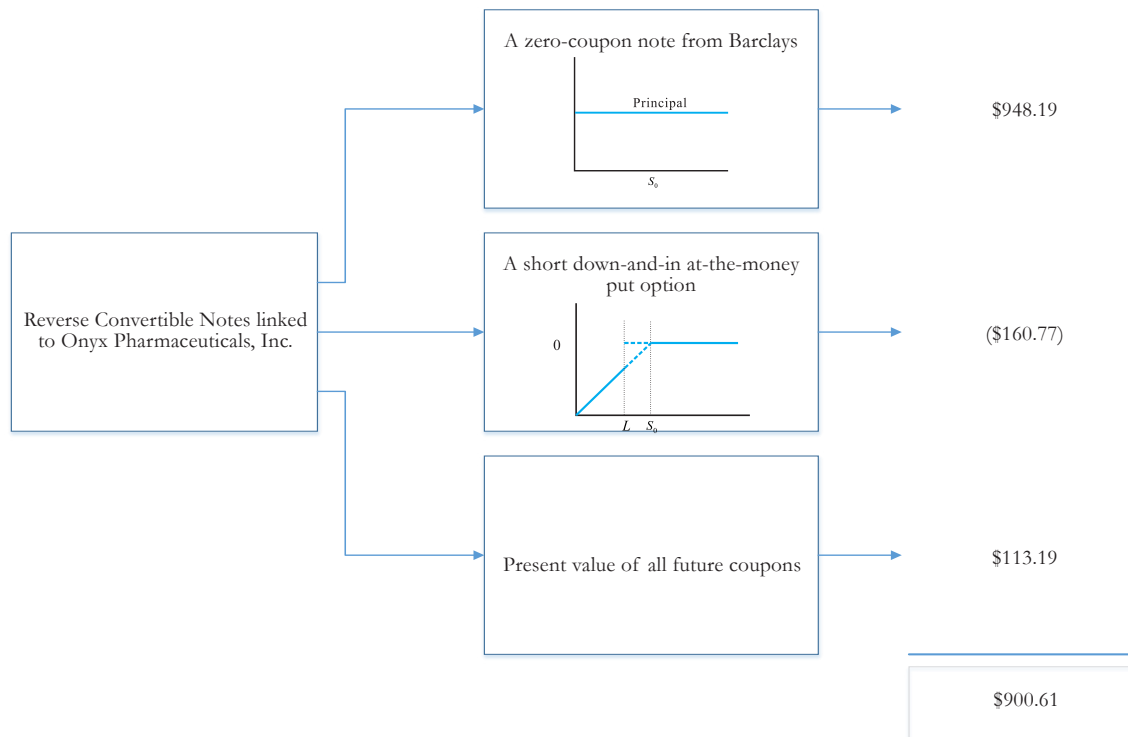 A zero-coupon note from Barclays
Principal
S₀
$948.19
Reverse Convertible Notes linked
to Onyx Pharmaceuticals, Inc.
A short down-and-in at-the-money
put option
0
L S₀
($160.77)
Present value of all future coupons
$113.19
$900.61